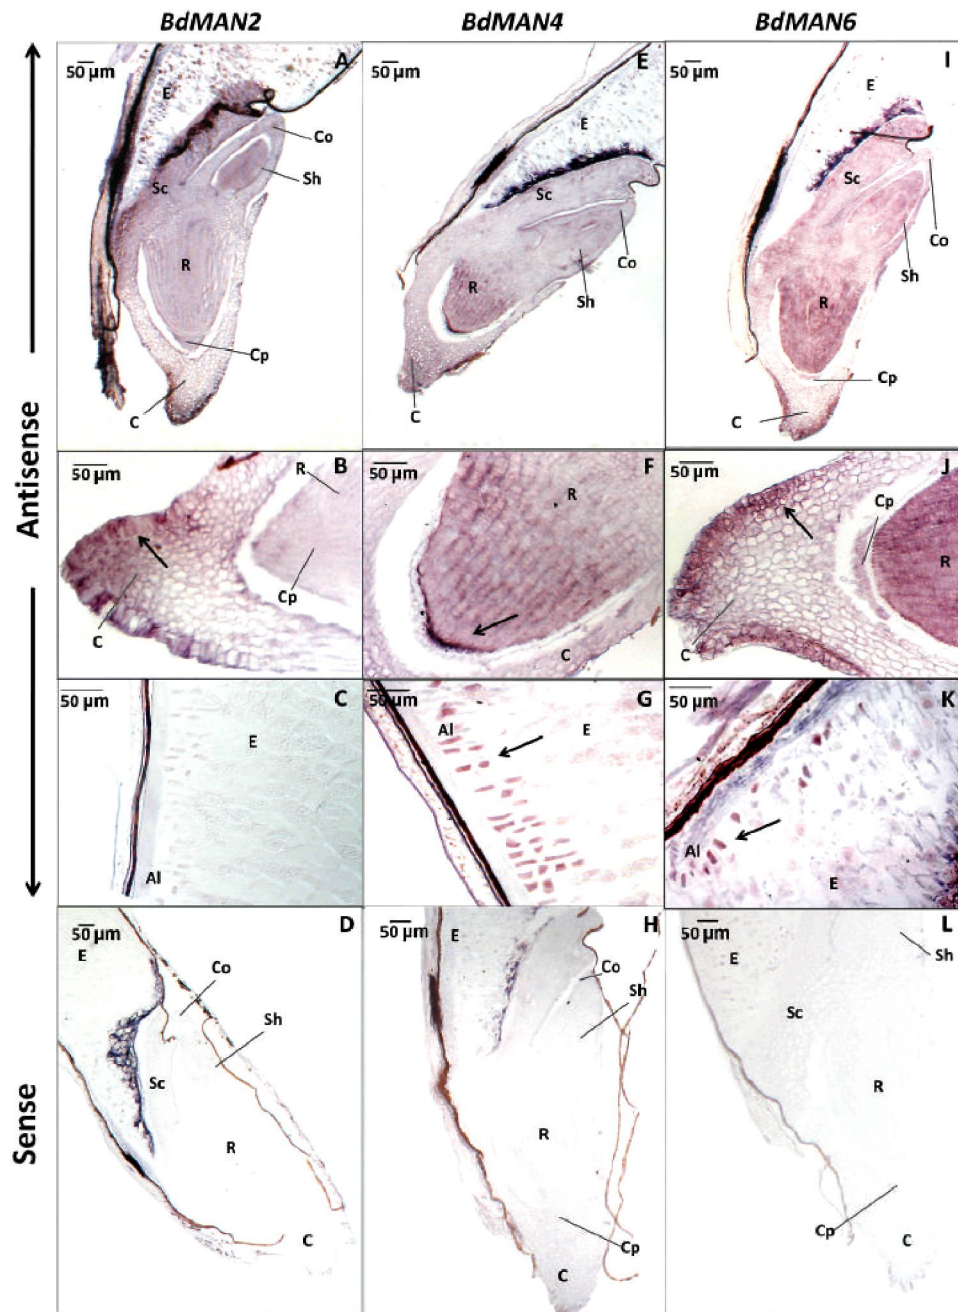 BdMAN2 BdMAN4 BdMAN6
Antisense
Sense
50 µm A E Co Sh Sc R Cp C
50 µm E E Sc Co Sh R C
50 µm I E Sc Co Sh R Cp C
50 µm B R Cp C
50 µm F R C
50 µm J Cp R C
50 µm C E Al
50 µm G Al E
50 µm K Al E
50 µm D E Co Sh Sc R C
50 µm H E Co Sh R Cp C
50 µm L Sh E Sc R Cp C